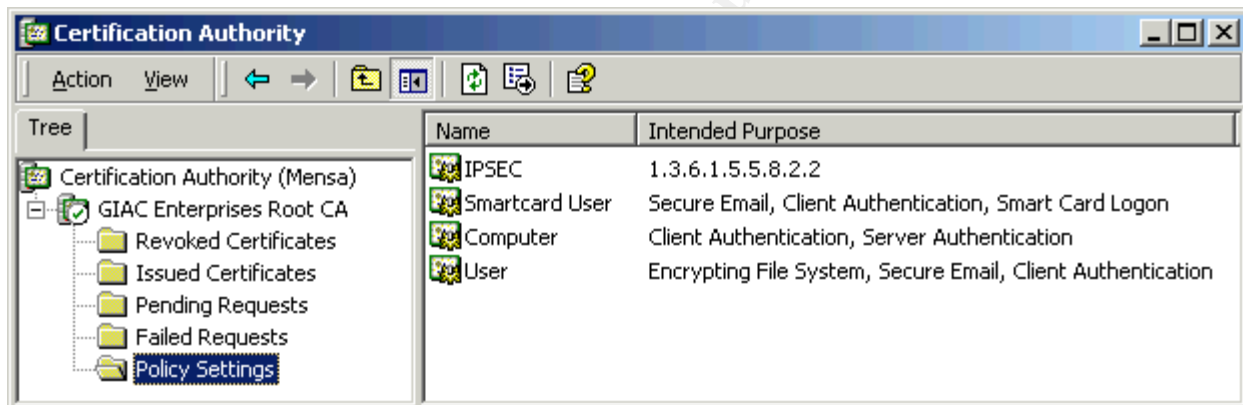 Certification Authority
Action View
Tree
Name Intended Purpose
Certification Authority (Mensa)
GIAC Enterprises Root CA
Revoked Certificates
Issued Certificates
Pending Requests
Failed Requests
Policy Settings
IPSEC 1.3.6.1.5.5.8.2.2
Smartcard User Secure Email, Client Authentication, Smart Card Logon
Computer Client Authentication, Server Authentication
User Encrypting File System, Secure Email, Client Authentication